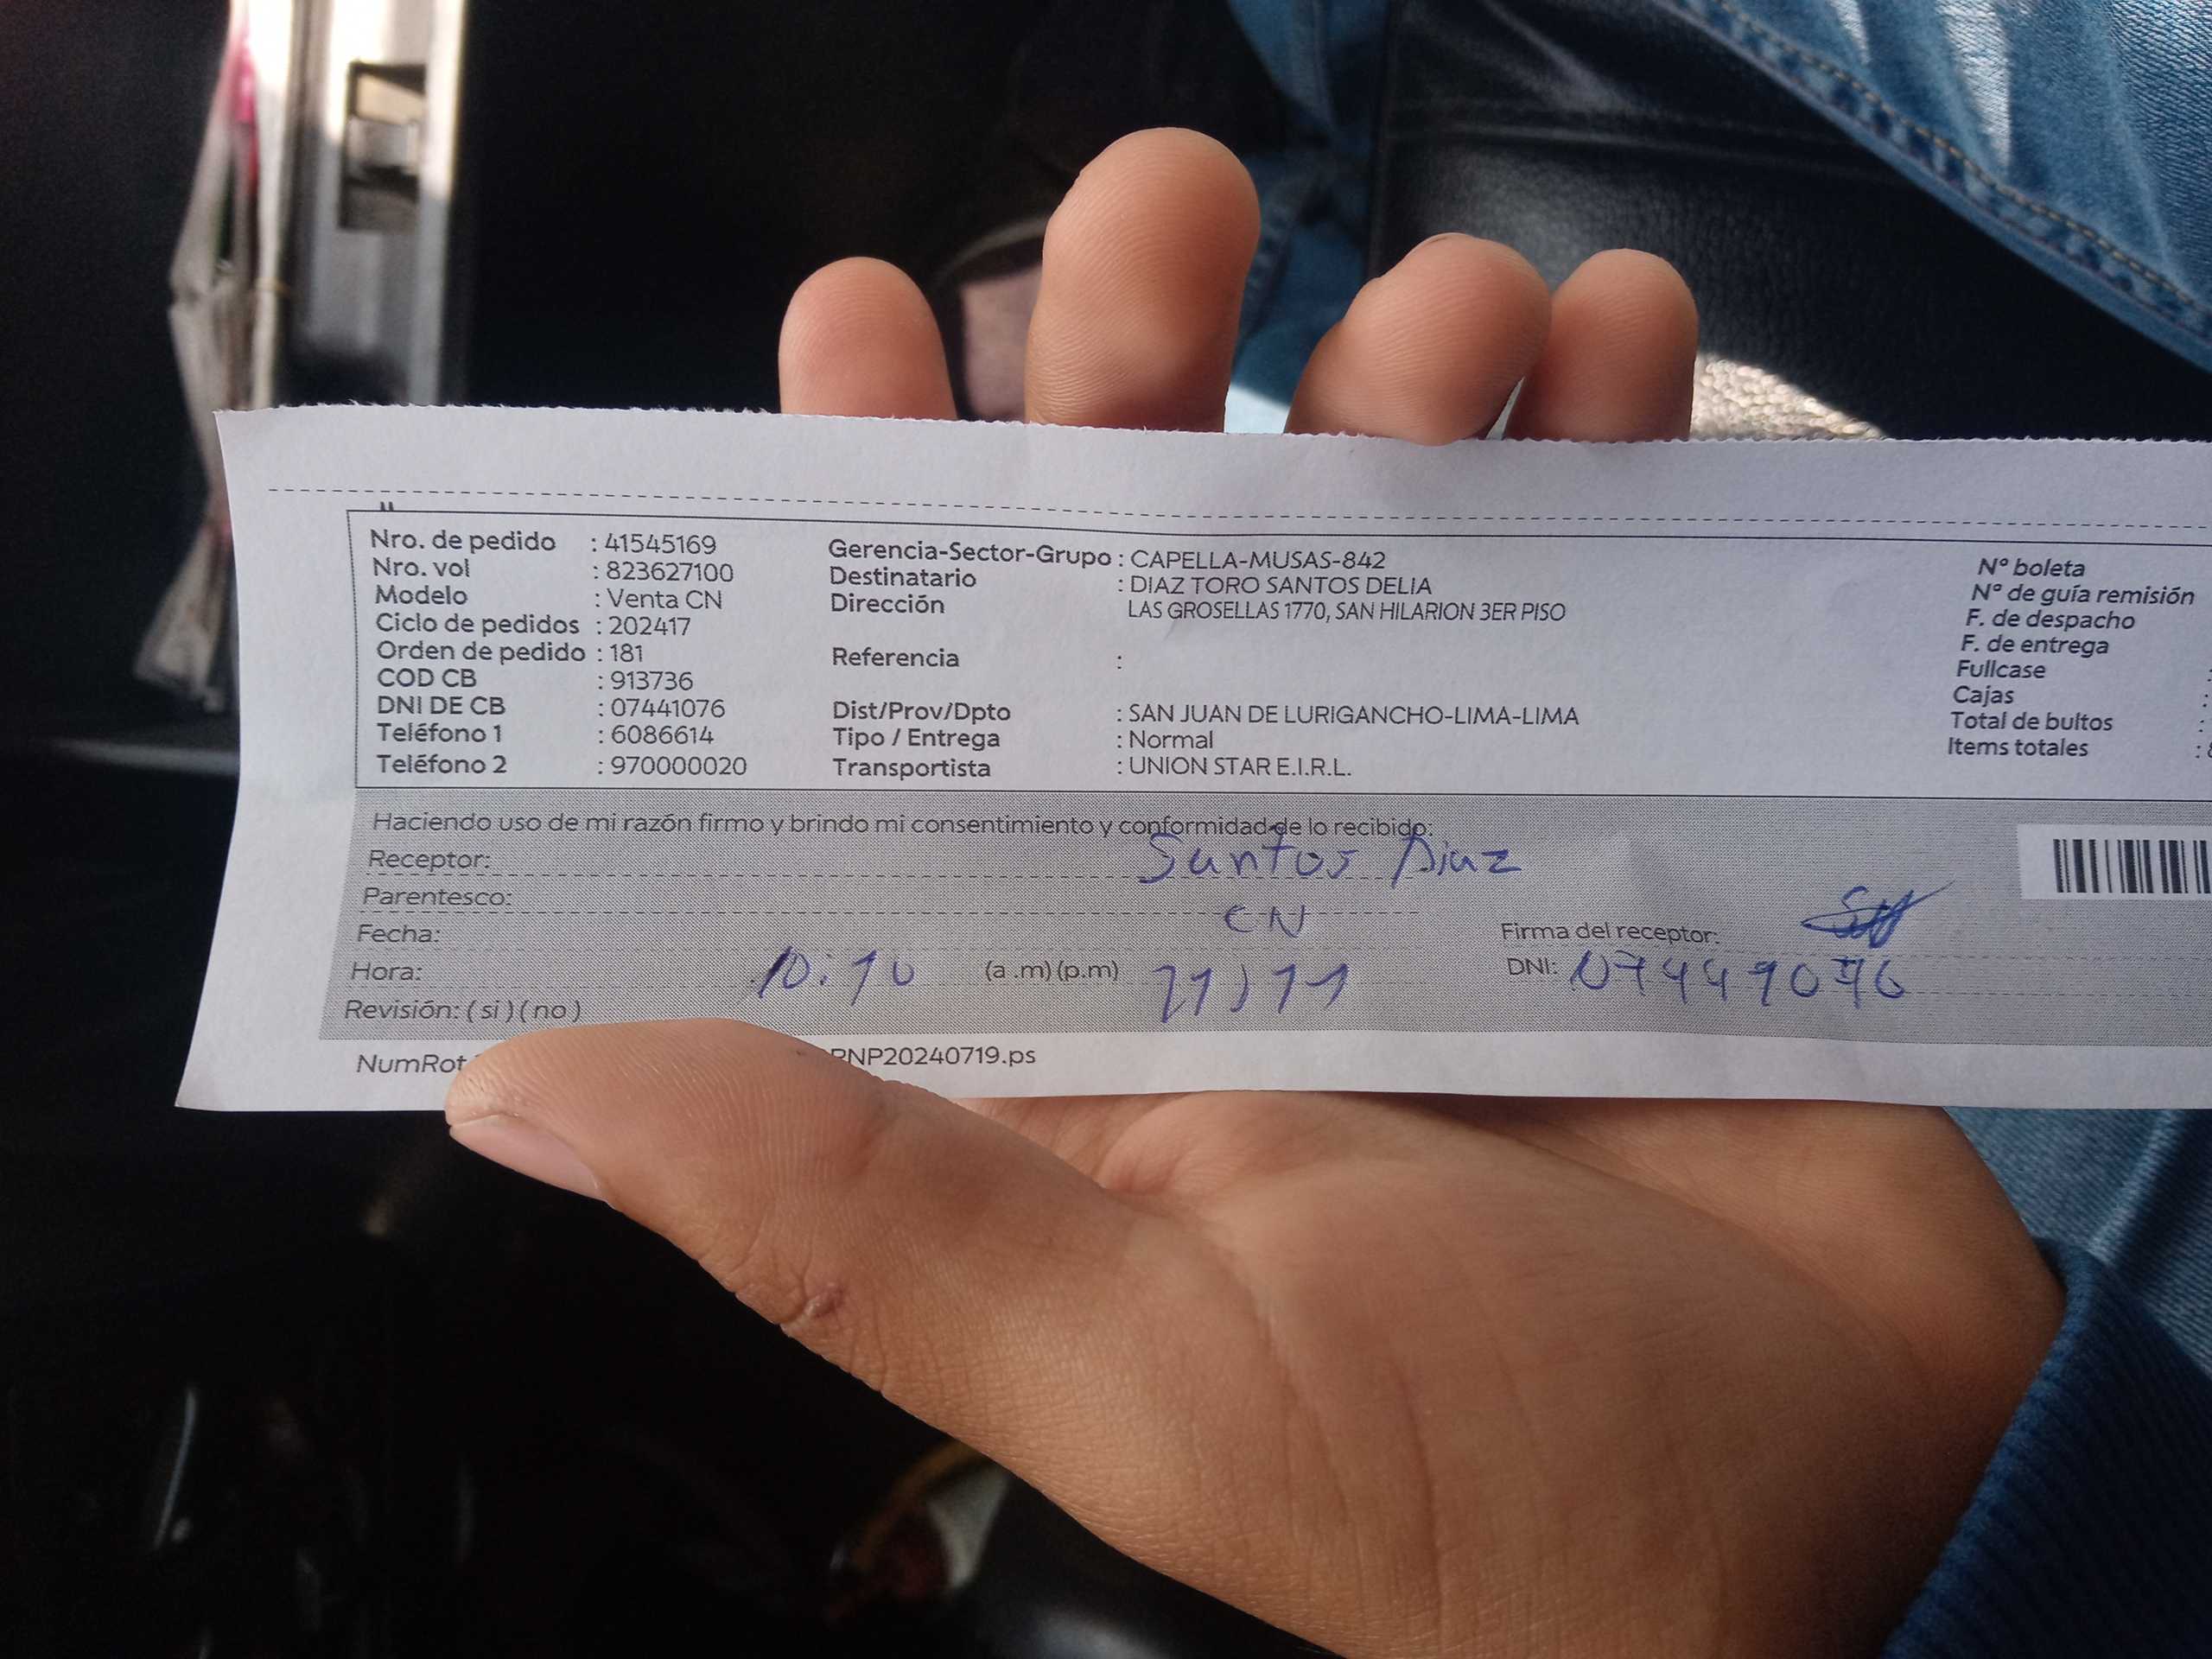 Nro. de pedido : 41545169
Nro. vol : 823627100
Modelo : Venta CN
Ciclo de pedidos : 202417
Orden de pedido : 181
COD CB : 913736
DNI DE CB : 07441076
Teléfono 1 : 6086614
Teléfono 2 : 970000020
Gerencia-Sector-Grupo : CAPELLA-MUSAS-842
Destinatario : DIAZ TORO SANTOS DELIA
Dirección LAS GROSELLAS 1770, SAN HILARION 3ER PISO
Referencia :
Dist/Prov/Dpto : SAN JUAN DE LURIGANCHO-LIMA-LIMA
Tipo / Entrega : Normal
Transportista : UNION STAR E.I.R.L.
N° boleta
N° de guía remisión
F. de despacho
F. de entrega
Fullcase :
Cajas :
Total de bultos :
Items totales :
Haciendo uso de mi razón firmo y brindo mi consentimiento y conformidad de lo recibido:
Receptor: Santos Diaz
Parentesco: CN
Fecha:
Firma del receptor:
Hora: 10:10 (a .m) (p.m) 21/11
DNI: 07441076
Revisión: ( si ) ( no )
NumRot PNP20240719.ps